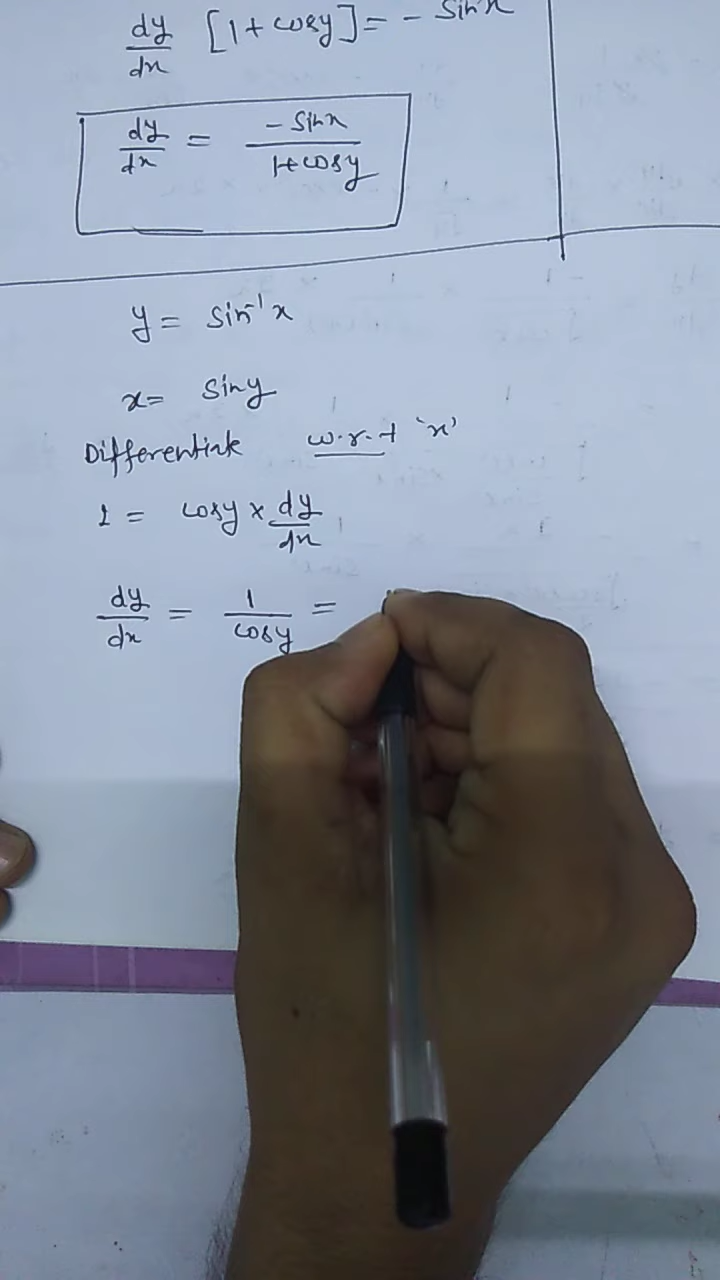 dy/dx [1+cosy] = - sinx
dy/dx = -sinx/1+cosy
y = sin⁻¹x
x = siny
Differentiate w.r.t 'x'
1 = cosy × dy/dx
dy/dx = 1/cosy =